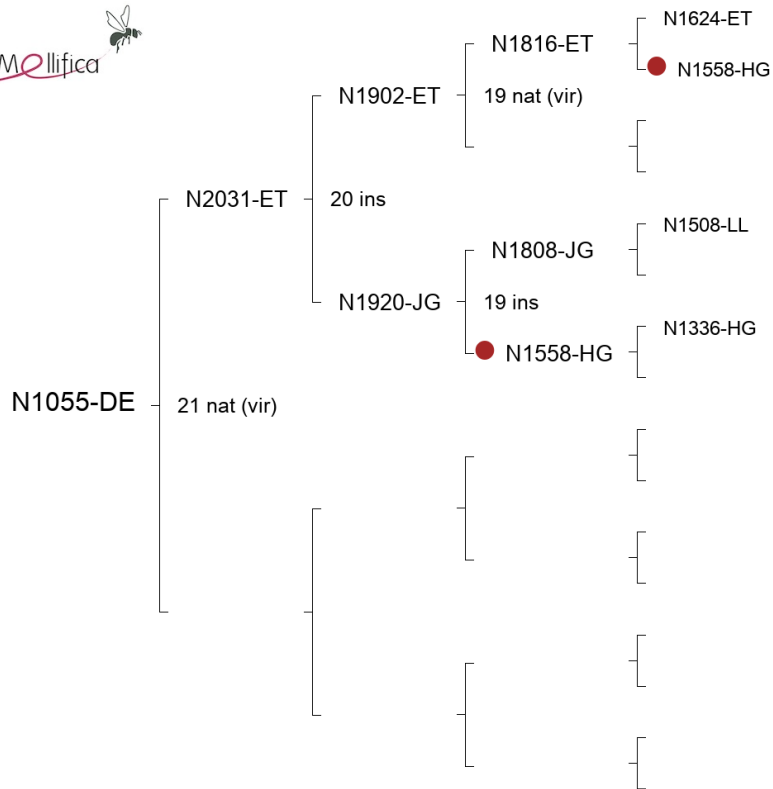 Mellifica
N1624-ET
N1816-ET
N1558-HG
N1902-ET
19 nat (vir)
N2031-ET
20 ins
N1508-LL
N1808-JG
N1920-JG
19 ins
N1336-HG
N1558-HG
N1055-DE
21 nat (vir)